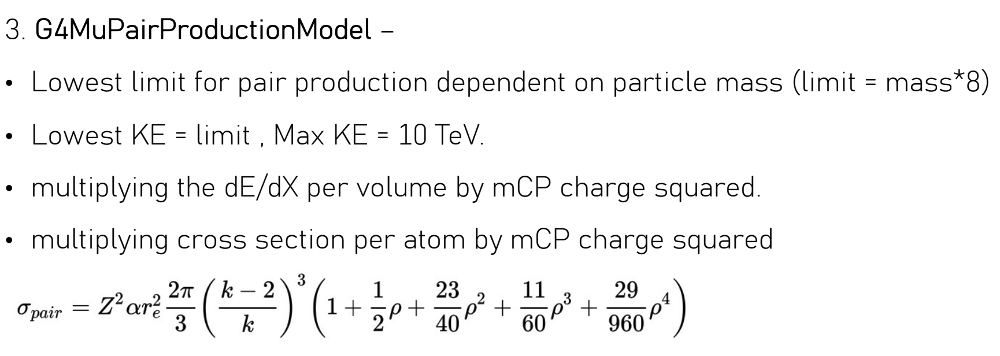 3. G4MuPairProductionModel –
• Lowest limit for pair production dependent on particle mass (limit = mass*8)
• Lowest KE = limit , Max KE = 10 TeV.
• multiplying the dE/dX per volume by mCP charge squared.
• multiplying cross section per atom by mCP charge squared
$\sigma_{pair} = Z^2 \alpha r_e^2 \frac{2\pi}{3} \left( \frac{k-2}{k} \right)^3 \left( 1 + \frac{1}{2}\rho + \frac{23}{40}\rho^2 + \frac{11}{60}\rho^3 + \frac{29}{960}\rho^4 \right)$